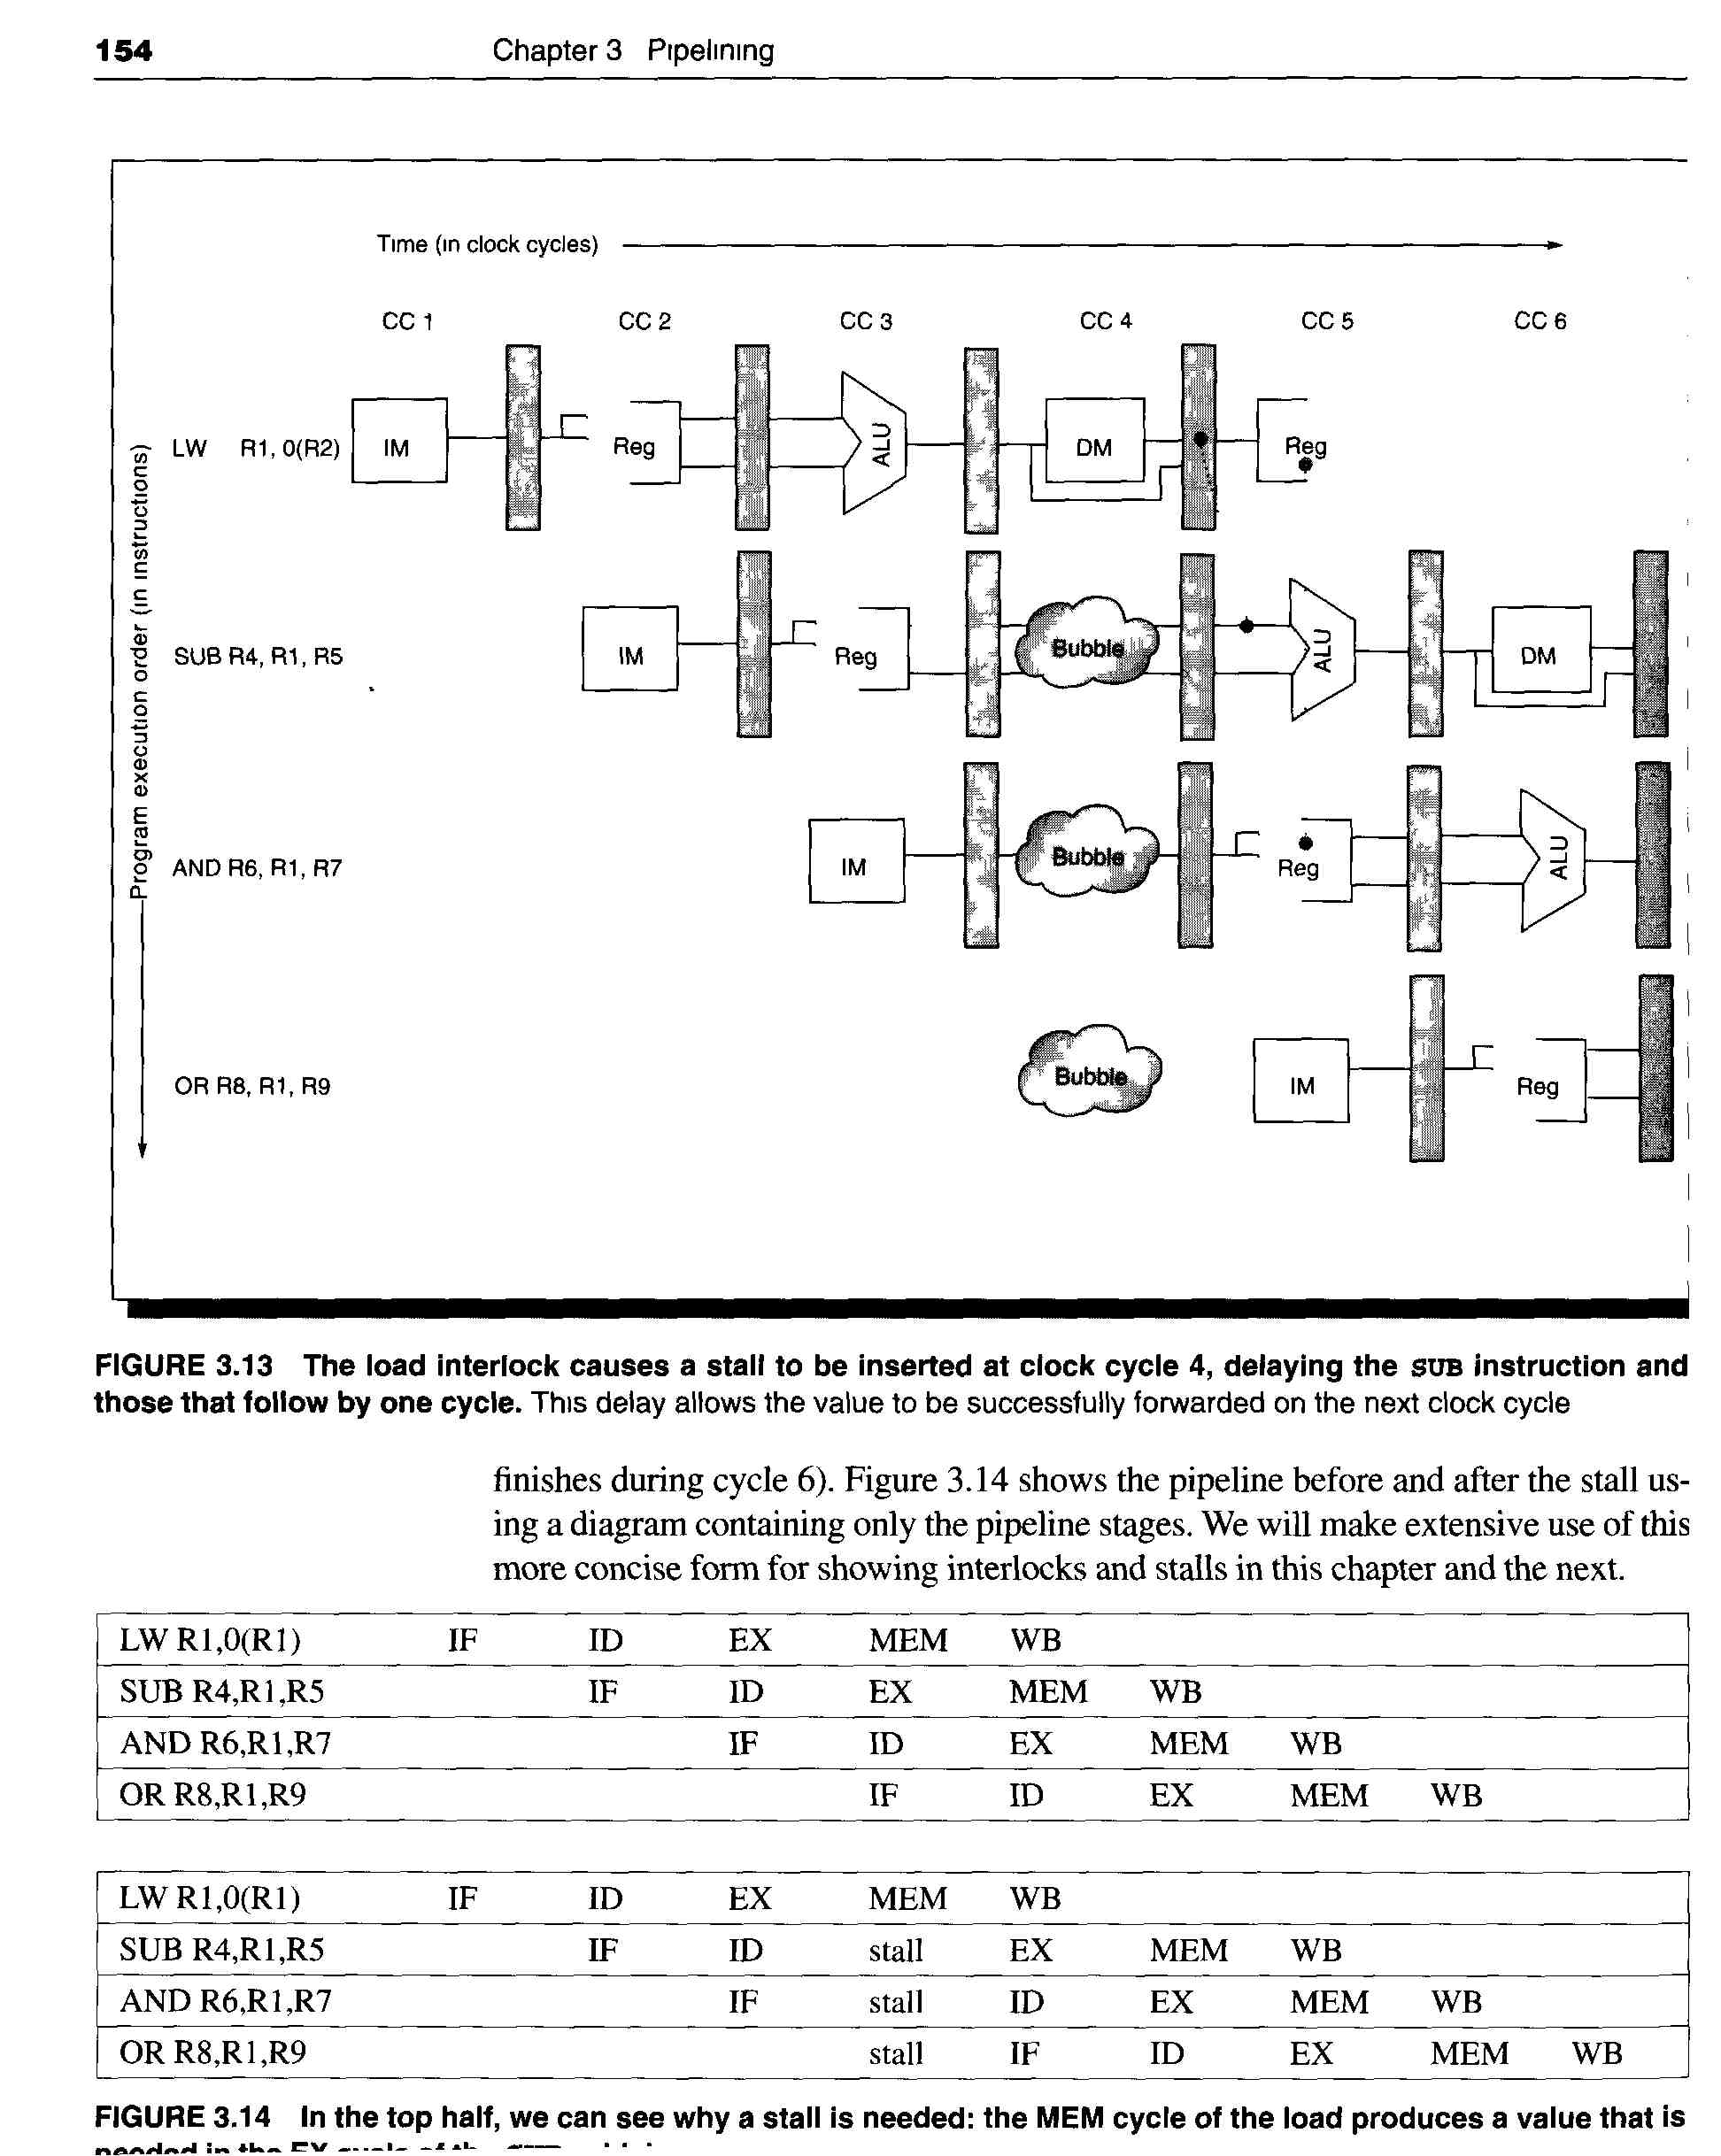 154 Chapter 3 Pipelining
Time (in clock cycles)
CC 1 CC 2 CC 3 CC 4 CC 5 CC 6
Program execution order (in instructions)
LW R1, 0(R2) IM Reg ALU DM Reg
SUB R4, R1, R5 IM Reg Bubble ALU DM
AND R6, R1, R7 IM Bubble Reg ALU
OR R8, R1, R9 Bubble IM Reg
FIGURE 3.13 The load interlock causes a stall to be inserted at clock cycle 4, delaying the SUB instruction and
those that follow by one cycle. This delay allows the value to be successfully forwarded on the next clock cycle
finishes during cycle 6). Figure 3.14 shows the pipeline before and after the stall us-
ing a diagram containing only the pipeline stages. We will make extensive use of this
more concise form for showing interlocks and stalls in this chapter and the next.
LW R1,0(R1) IF ID EX MEM WB
SUB R4,R1,R5 IF ID EX MEM WB
AND R6,R1,R7 IF ID EX MEM WB
OR R8,R1,R9 IF ID EX MEM WB
LW R1,0(R1) IF ID EX MEM WB
SUB R4,R1,R5 IF ID stall EX MEM WB
AND R6,R1,R7 IF stall ID EX MEM WB
OR R8,R1,R9 stall IF ID EX MEM WB
FIGURE 3.14 In the top half, we can see why a stall is needed: the MEM cycle of the load produces a value that is